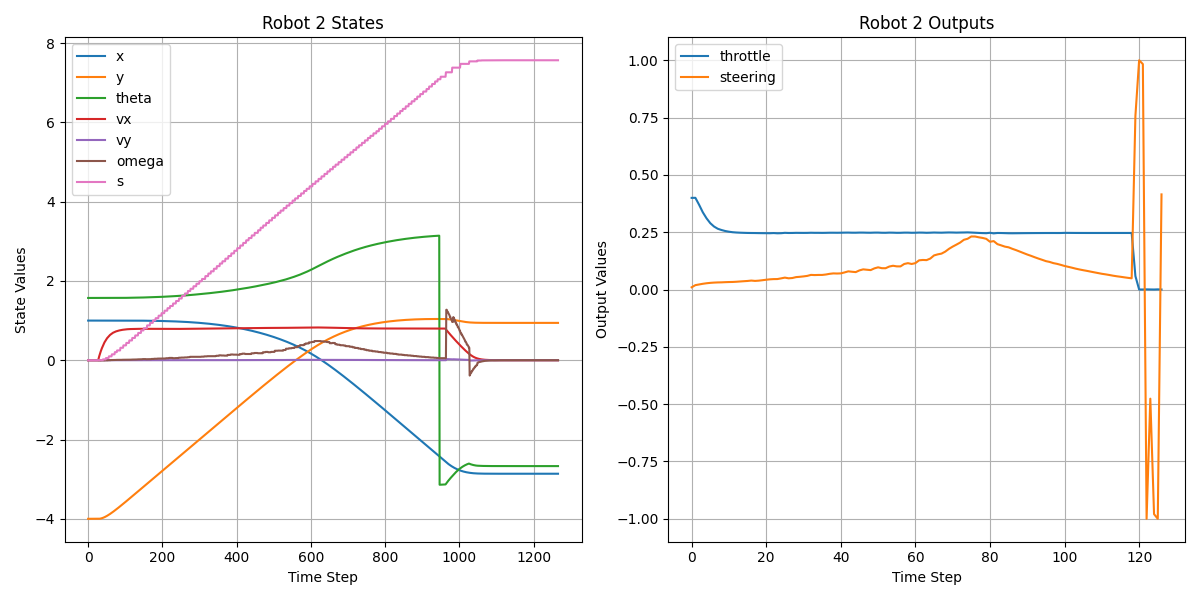 Robot 2 States
State Values
8
6
4
2
0
−2
−4
x
y
theta
vx
vy
omega
s
0 200 400 600 800 1000 1200
Time Step
Robot 2 Outputs
Output Values
1.00
0.75
0.50
0.25
0.00
−0.25
−0.50
−0.75
−1.00
throttle
steering
0 20 40 60 80 100 120
Time Step